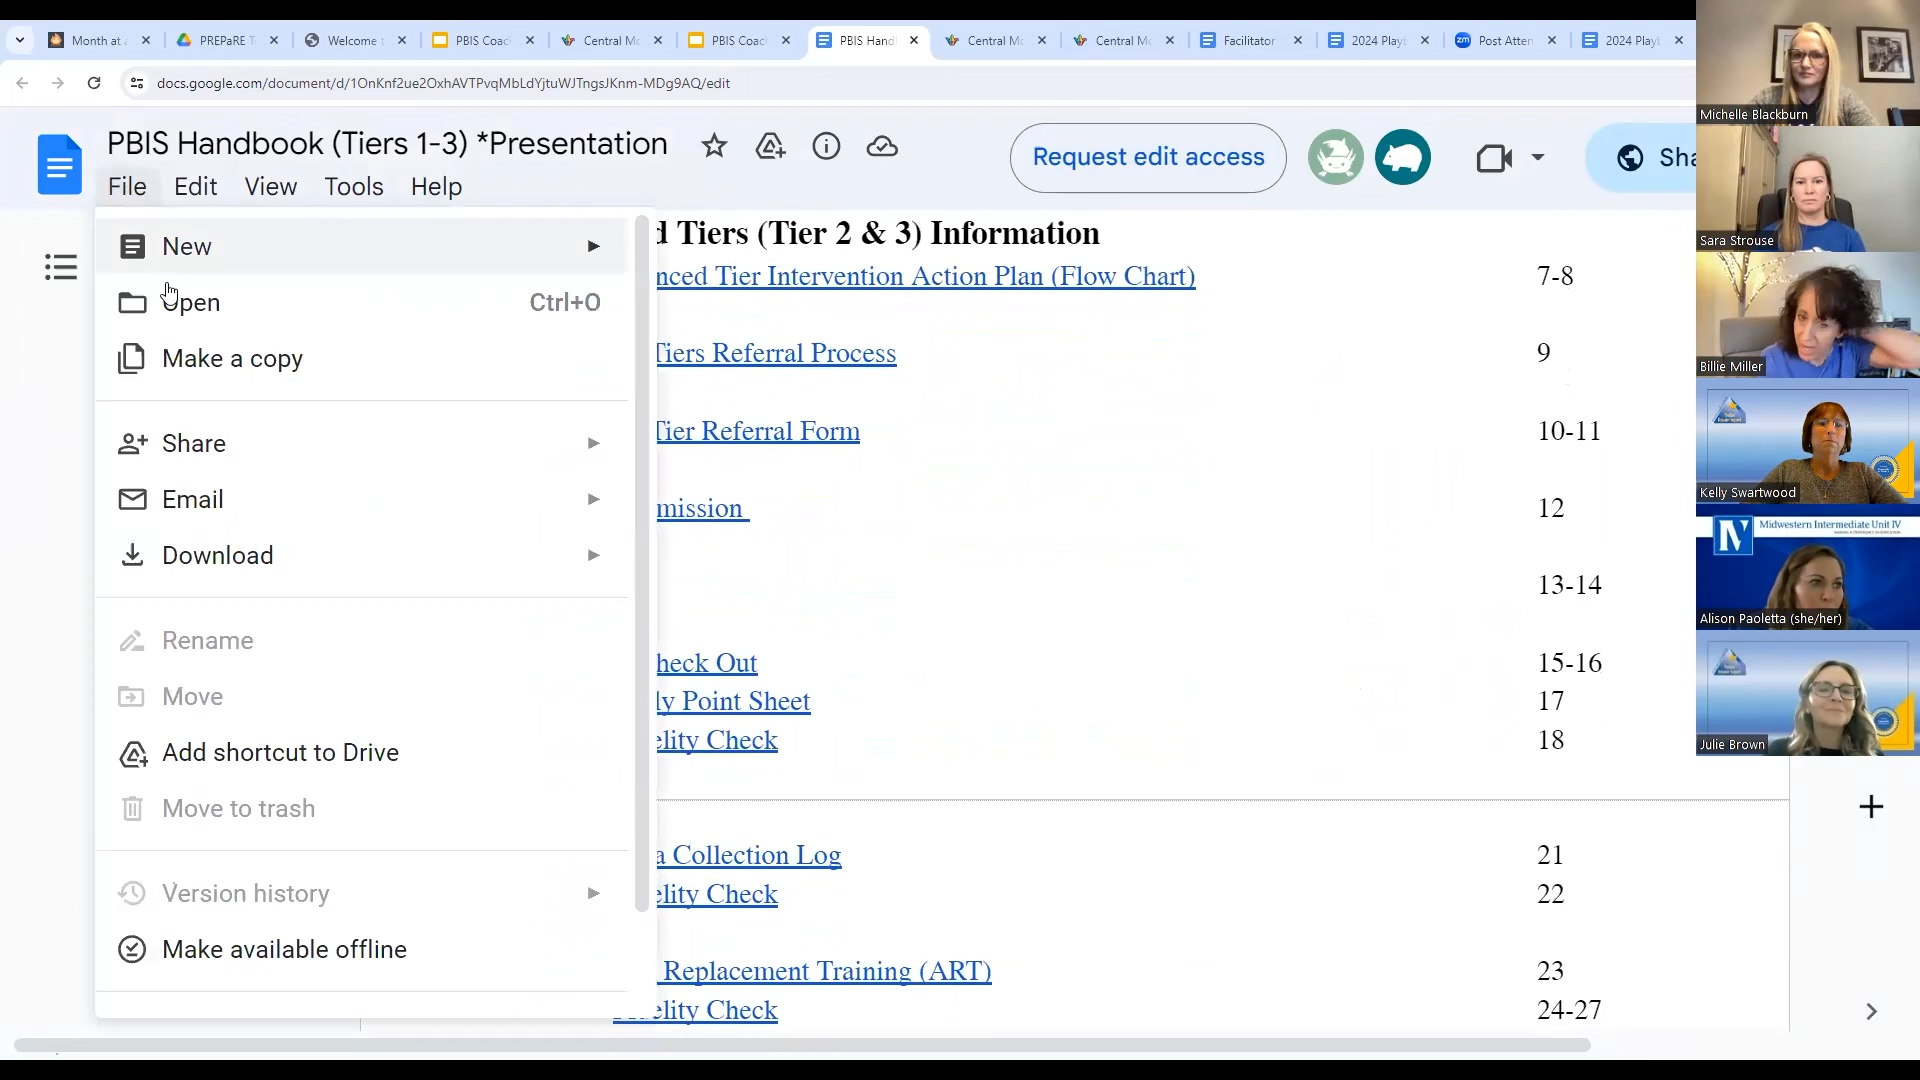 Month at a
PREPaRE T
Welcome t
PBIS Coac
Central Mo
PBIS Coac
PBIS Hand
Central Mo
Central Mo
Facilitator
2024 Playb
Post Atten
2024 Playb
docs.google.com/document/d/1OnKnf2ue2OxhAVTPvqMbLdYjtuWJTngsJKnm-MDg9AQ/edit
PBIS Handbook (Tiers 1-3) *Presentation
Request edit access
Sha
File Edit View Tools Help
New
Open Ctrl+O
Make a copy
Share
Email
Download
Rename
Move
Add shortcut to Drive
Move to trash
Version history
Make available offline
d Tiers (Tier 2 & 3) Information
nced Tier Intervention Action Plan (Flow Chart) 7-8
Tiers Referral Process 9
Tier Referral Form 10-11
mission 12
13-14
heck Out 15-16
ly Point Sheet 17
elity Check 18
a Collection Log 21
elity Check 22
Replacement Training (ART) 23
elity Check 24-27
Michelle Blackburn
Sara Strouse
Billie Miller
Kelly Swartwood
Midwestern Intermediate Unit IV
Alison Paoletta (she/her)
Julie Brown